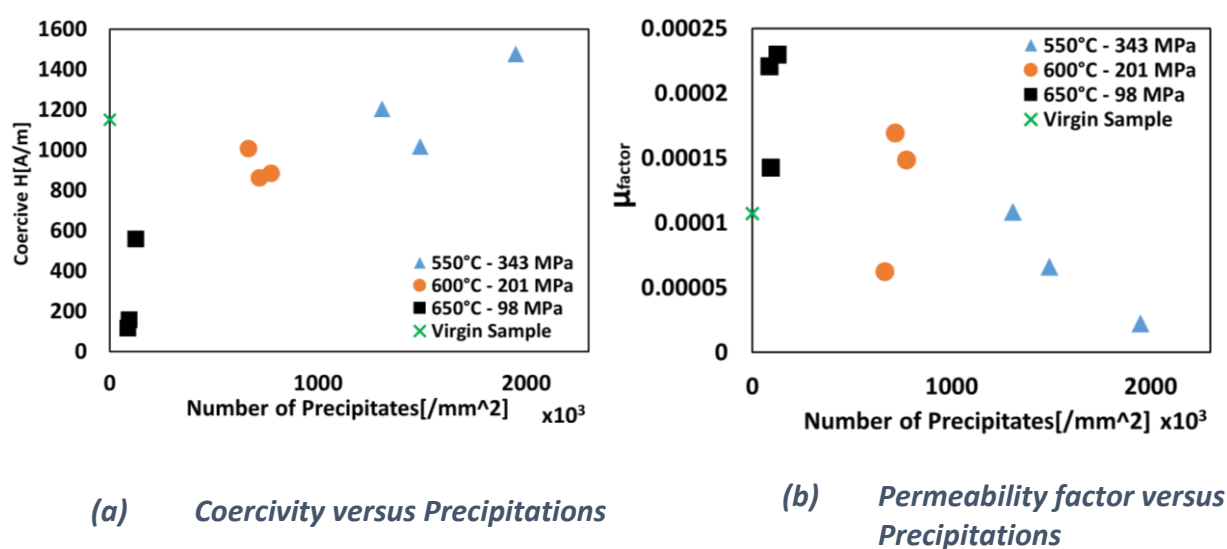 1600
1400
1200
1000
800
600
400
200
0
Coercive H[A/m]
550°C - 343 MPa
600°C - 201 MPa
650°C - 98 MPa
Virgin Sample
0 1000 2000
Number of Precipitates[/mm^2] x10³
(a) Coercivity versus Precipitations
0.00025
0.0002
0.00015
0.0001
0.00005
0
μfactor
550°C - 343 MPa
600°C - 201 MPa
650°C - 98 MPa
Virgin Sample
0 1000 2000
Number of Precipitates[/mm^2] x10³
(b) Permeability factor versus
Precipitations